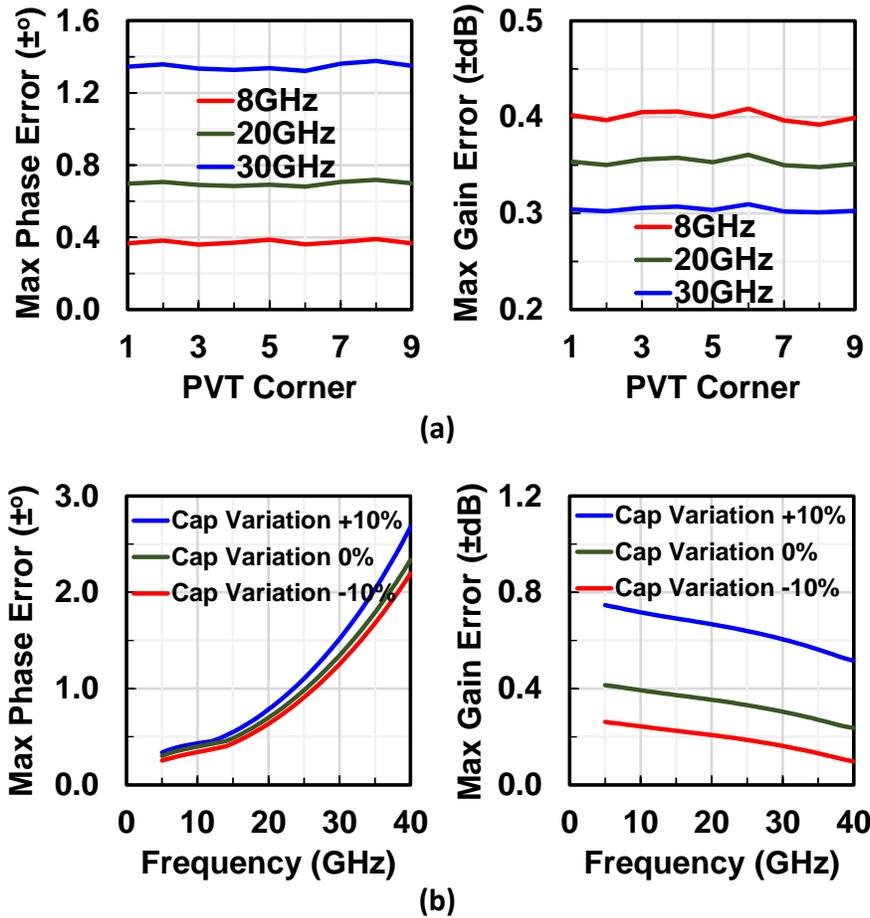 Max Phase Error (±º)
1.6
1.2
0.8
0.4
0.0
8GHz
20GHz
30GHz
1 3 5 7 9
PVT Corner
Max Gain Error (±dB)
0.5
0.4
0.3
0.2
8GHz
20GHz
30GHz
1 3 5 7 9
PVT Corner
(a)
Max Phase Error (±º)
3.0
2.0
1.0
0.0
Cap Variation +10%
Cap Variation 0%
Cap Variation -10%
0 10 20 30 40
Frequency (GHz)
Max Gain Error (±dB)
1.2
0.8
0.4
0.0
Cap Variation +10%
Cap Variation 0%
Cap Variation -10%
0 10 20 30 40
Frequency (GHz)
(b)